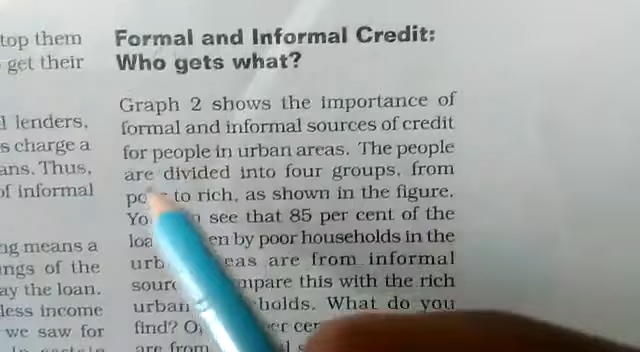 top them
get their
lenders,
s charge a
ans. Thus,
of informal
ng means a
ngs of the
ay the loan.
less income
we saw for
Formal and Informal Credit:
Who gets what?
Graph 2 shows the importance of
formal and informal sources of credit
for people in urban areas. The people
are divided into four groups, from
to rich, as shown in the figure.
see that 85 per cent of the
by poor households in the
are from informal
this with the rich
urban What do you
find?
are from